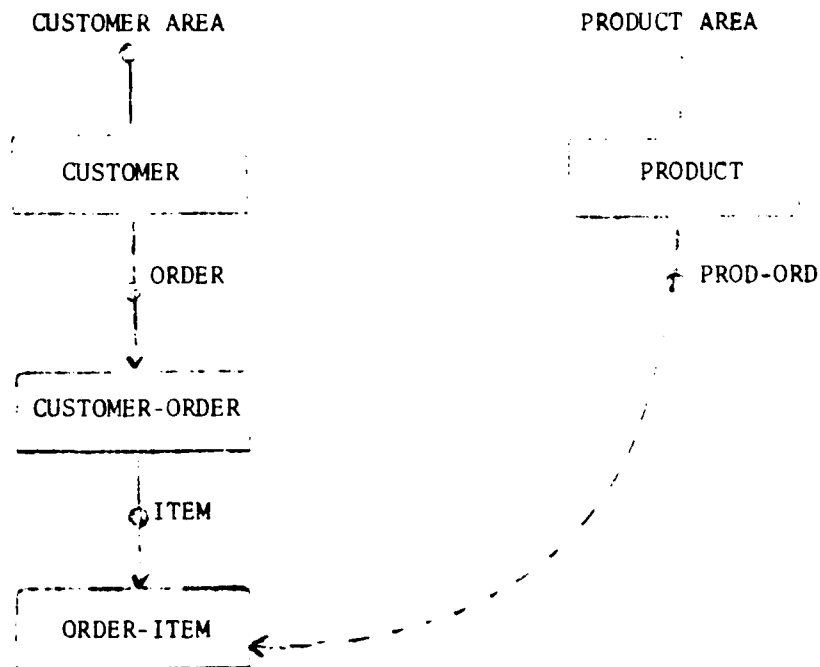 CUSTOMER AREA
PRODUCT AREA
CUSTOMER
PRODUCT
ORDER
PROD-ORD
CUSTOMER-ORDER
ITEM
ORDER-ITEM